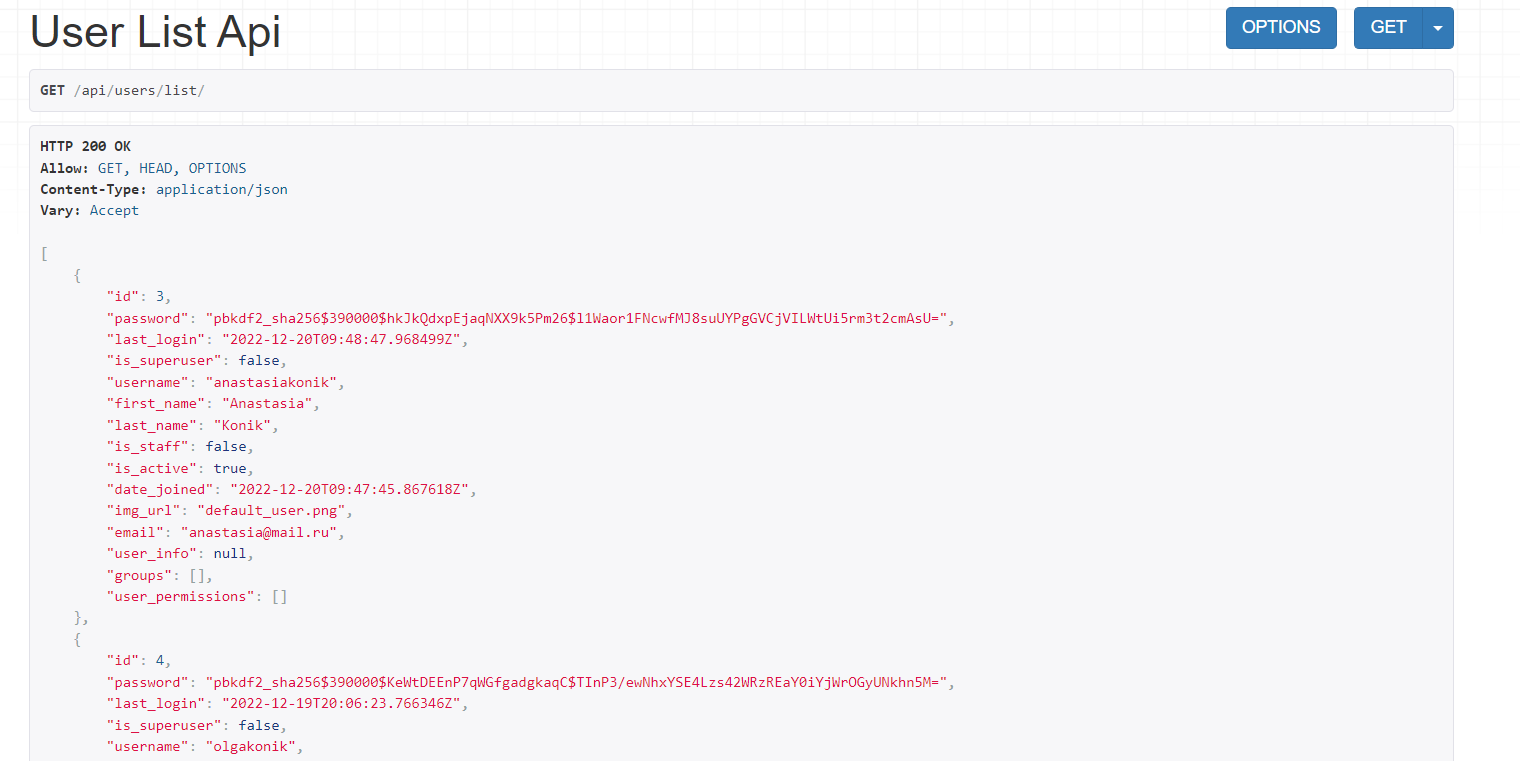 User List Api
OPTIONS
GET
GET /api/users/list/
HTTP 200 OK
Allow: GET, HEAD, OPTIONS
Content-Type: application/json
Vary: Accept
[
{
"id": 3,
"password": "pbkdf2_sha256$390000$hkJkQdxpEjaqNXX9k5Pm26$l1Waor1FNcwfMJ8suUYPgGVCjVILWtUi5rm3t2cmAsU=",
"last_login": "2022-12-20T09:48:47.968499Z",
"is_superuser": false,
"username": "anastasiakonik",
"first_name": "Anastasia",
"last_name": "Konik",
"is_staff": false,
"is_active": true,
"date_joined": "2022-12-20T09:47:45.867618Z",
"img_url": "default_user.png",
"email": "anastasia@mail.ru",
"user_info": null,
"groups": [],
"user_permissions": []
},
{
"id": 4,
"password": "pbkdf2_sha256$390000$KeWtDEEnP7qWGfgadgkaqC$TInP3/ewNhxYSE4Lzs42WRzREaY0iYjWrOGyUNkhn5M=",
"last_login": "2022-12-19T20:06:23.766346Z",
"is_superuser": false,
"username": "olgakonik",